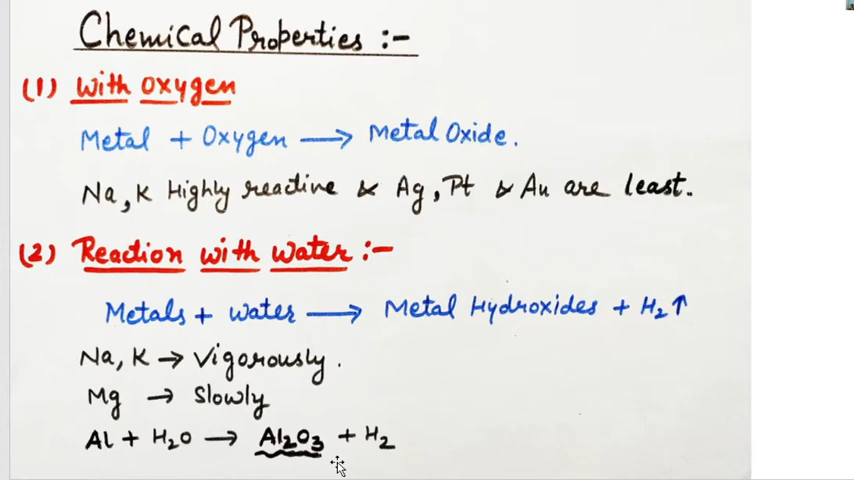 Chemical Properties :-
(1) With Oxygen
Metal + Oxygen ⟶ Metal Oxide.
Na, K Highly reactive & Ag, Pt & Au are least.
(2) Reaction with water :-
Metals + water ⟶ Metal Hydroxides + H₂↑
Na, K → Vigorously.
Mg → Slowly
Al + H₂O → Al₂O₃ + H₂